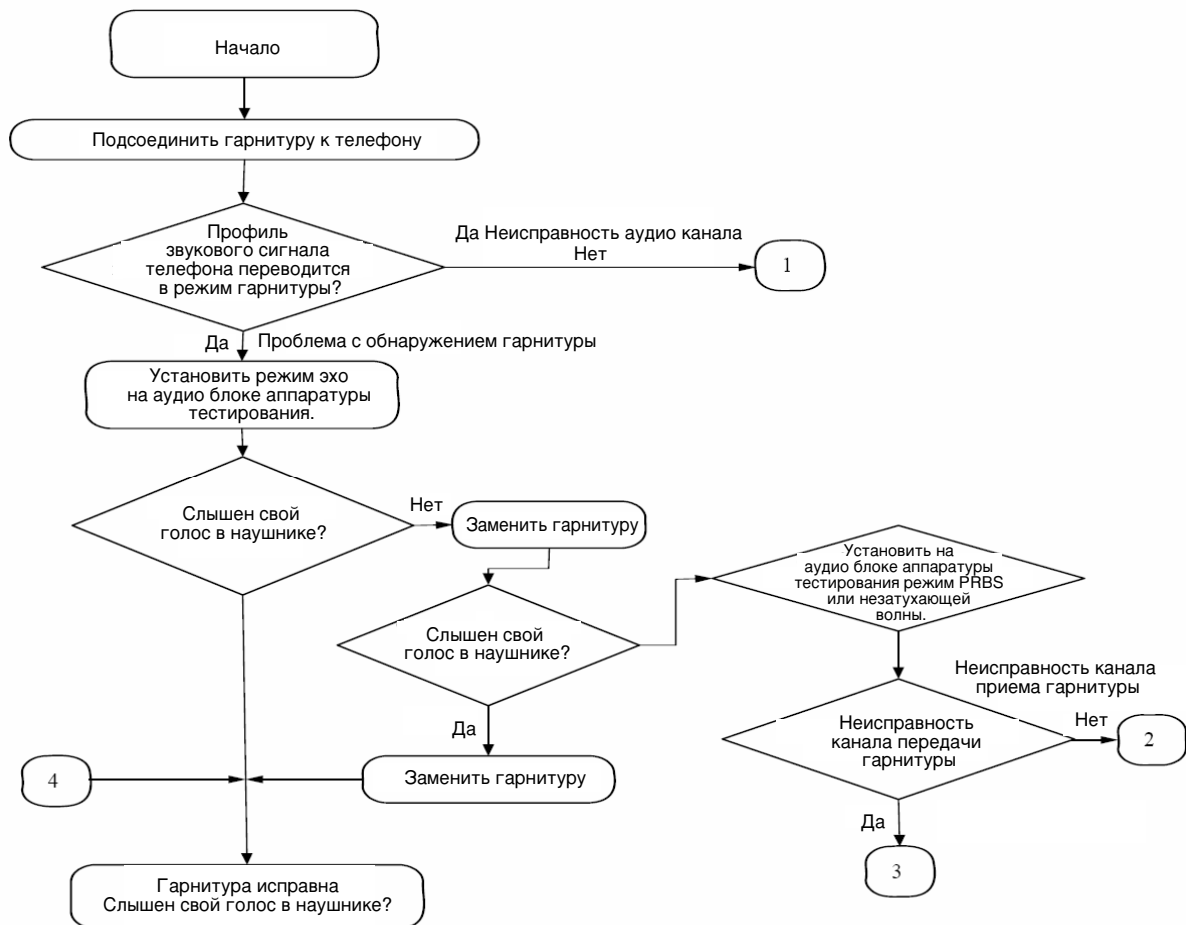 Начало
Подсоединить гарнитуру к телефону
Профиль
звукового сигнала
телефона переводится
в режим гарнитуры?
Да Неисправность аудио канала
Нет
1
Да
Проблема с обнаружением гарнитуры
Установить режим эхо
на аудио блоке аппаратуры
тестирования.
Слышен свой
голос в наушнике?
Нет
Заменить гарнитуру
Установить на
аудио блоке аппаратуры
тестирования режим PRBS
или незатухающей
волны.
Слышен свой
голос в наушнике?
Неисправность канала
приема гарнитуры
Да
Неисправность
канала передачи
гарнитуры
Нет
2
4
Заменить гарнитуру
Да
3
Гарнитура исправна
Слышен свой голос в наушнике?